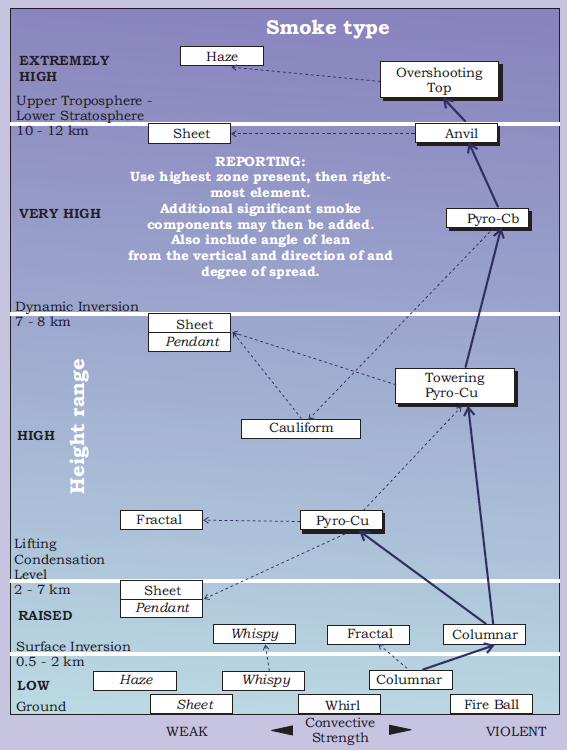 Smoke type
Haze
EXTREMELY
HIGH
Overshooting
Top
Upper Troposphere -
Lower Stratosphere
10 - 12 km
Sheet
Anvil
REPORTING:
Use highest zone present, then right-
most element.
Additional significant smoke
components may then be added.
Also include angle of lean
from the vertical and direction of and
degree of spread.
VERY HIGH
Pyro-Cb
Dynamic Inversion
7 - 8 km
Sheet
Pendant
Towering
Pyro-Cu
Height range
HIGH
Cauliform
Fractal
Pyro-Cu
Lifting
Condensation
Level
2 - 7 km
Sheet
Pendant
RAISED
Whispy
Fractal
Columnar
Surface Inversion
0.5 - 2 km
LOW
Haze
Whispy
Columnar
Ground
Sheet
Whirl
Fire Ball
WEAK
Convective
Strength
VIOLENT